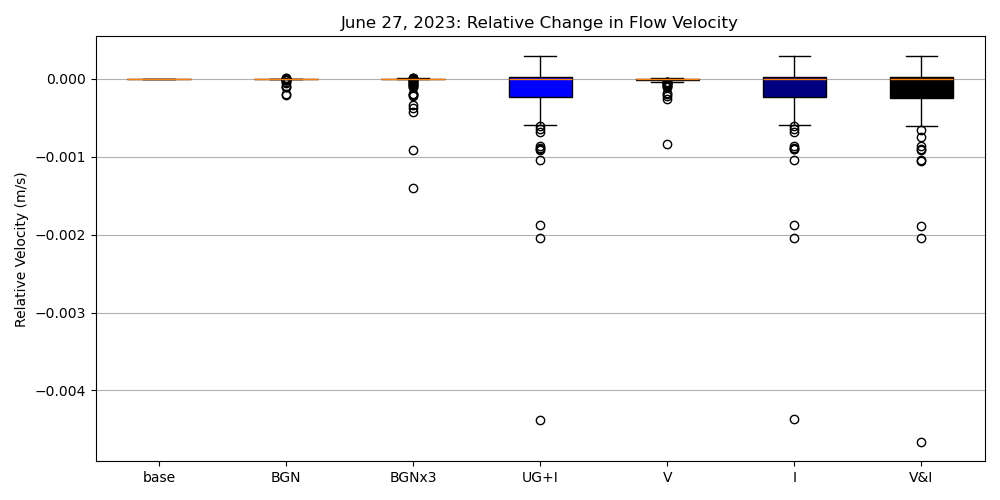 June 27, 2023: Relative Change in Flow Velocity
Relative Velocity (m/s)
0.000
−0.001
−0.002
−0.003
−0.004
base BGN BGNx3 UG+I V I V&I